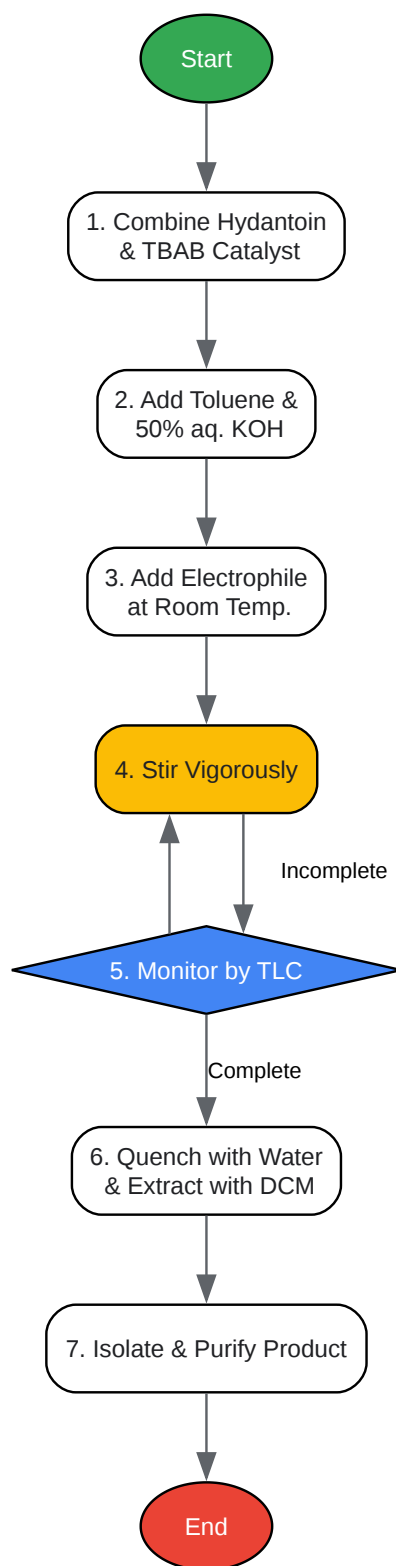 Start
1. Combine Hydantoin
& TBAB Catalyst
2. Add Toluene &
50% aq. KOH
3. Add Electrophile
at Room Temp.
4. Stir Vigorously
Incomplete
5. Monitor by TLC
Complete
6. Quench with Water
& Extract with DCM
7. Isolate & Purify Product
End